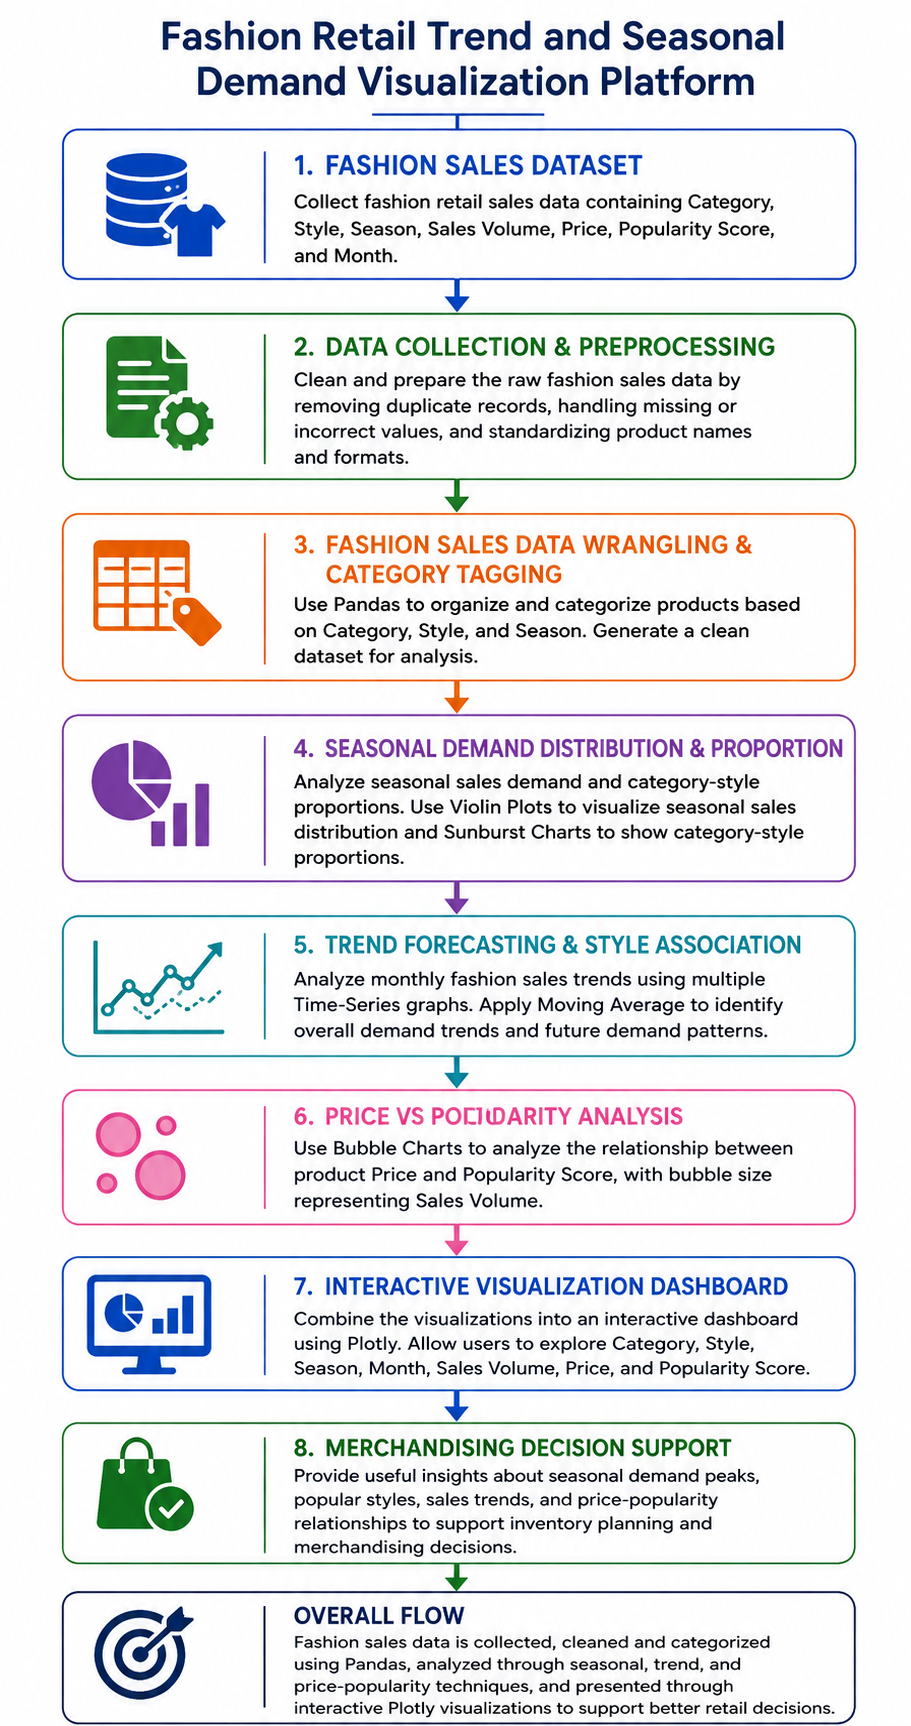 Fashion Retail Trend and Seasonal
Demand Visualization Platform
1. FASHION SALES DATASET
Collect fashion retail sales data containing Category,
Style, Season, Sales Volume, Price, Popularity Score,
and Month.
2. DATA COLLECTION & PREPROCESSING
Clean and prepare the raw fashion sales data by
removing duplicate records, handling missing or
incorrect values, and standardizing product names
and formats.
3. FASHION SALES DATA WRANGLING &
CATEGORY TAGGING
Use Pandas to organize and categorize products based
on Category, Style, and Season. Generate a clean
dataset for analysis.
4. SEASONAL DEMAND DISTRIBUTION & PROPORTION
Analyze seasonal sales demand and category-style
proportions. Use Violin Plots to visualize seasonal sales
distribution and Sunburst Charts to show category-style
proportions.
5. TREND FORECASTING & STYLE ASSOCIATION
Analyze monthly fashion sales trends using multiple
Time-Series graphs. Apply Moving Average to identify
overall demand trends and future demand patterns.
6. PRICE VS ANALYSIS
Use Bubble Charts to analyze the relationship between
product Price and Popularity Score, with bubble size
representing Sales Volume.
7. INTERACTIVE VISUALIZATION DASHBOARD
Combine the visualizations into an interactive dashboard
using Plotly. Allow users to explore Category, Style,
Season, Month, Sales Volume, Price, and Popularity Score.
8. MERCHANDISING DECISION SUPPORT
Provide useful insights about seasonal demand peaks,
popular styles, sales trends, and price-popularity
relationships to support inventory planning and
merchandising decisions.
OVERALL FLOW
Fashion sales data is collected, cleaned and categorized
using Pandas, analyzed through seasonal, trend, and
price-popularity techniques, and presented through
interactive Plotly visualizations to support better retail decisions.